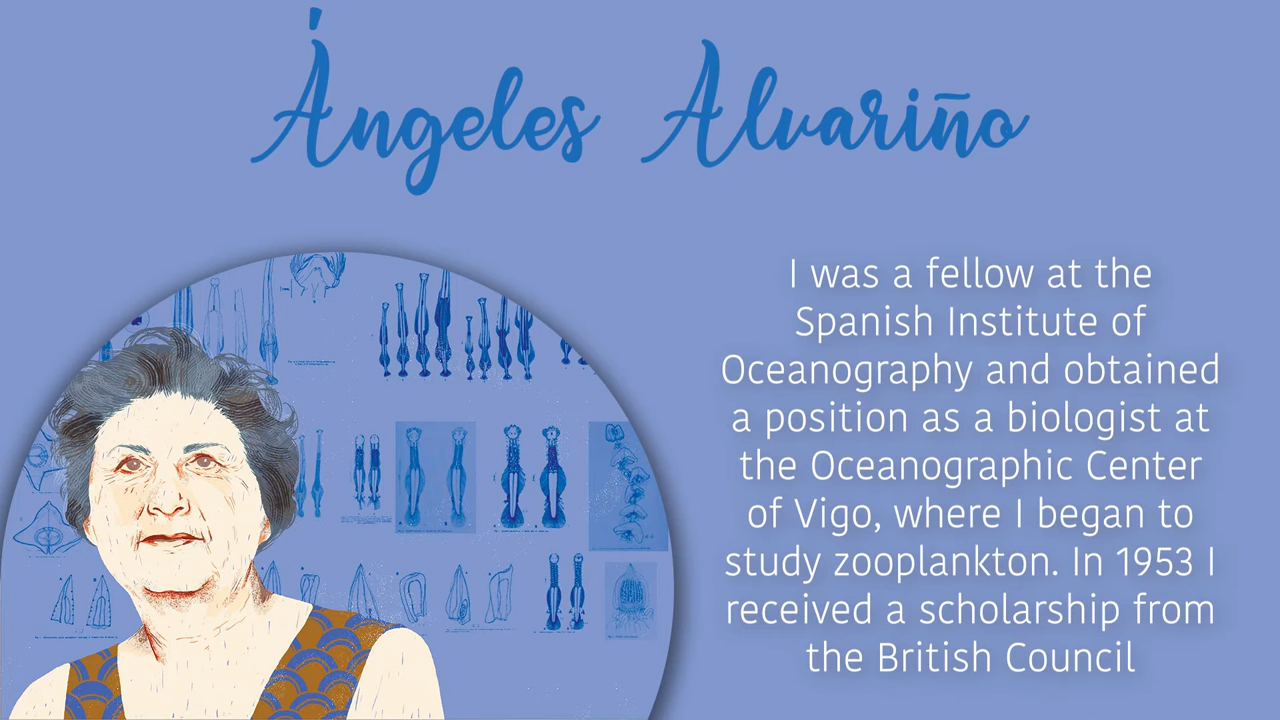 Ángeles Alvariño
I was a fellow at the
Spanish Institute of
Oceanography and obtained
a position as a biologist at
the Oceanographic Center
of Vigo, where I began to
study zooplankton. In 1953 I
received a scholarship from
the British Council